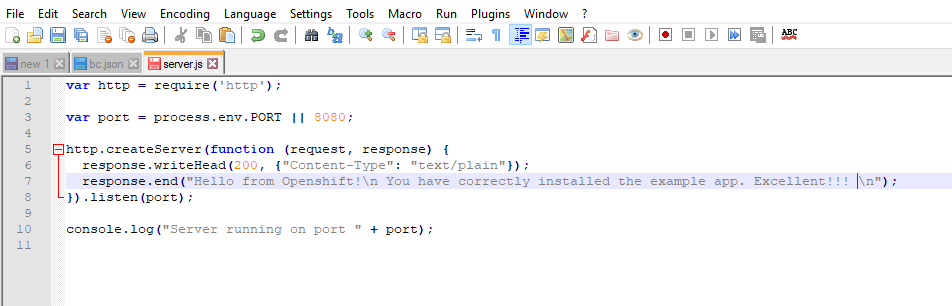 File Edit Search View Encoding Language Settings Tools Macro Run Plugins Window ?
ABC
new 1 bc.json server.js
1 var http = require('http');
2
3 var port = process.env.PORT || 8080;
4
5 http.createServer(function (request, response) {
6 response.writeHead(200, {"Content-Type": "text/plain"});
7 response.end("Hello from Openshift!\n You have correctly installed the example app. Excellent!!! \n");
8 }).listen(port);
9
10 console.log("Server running on port " + port);
11